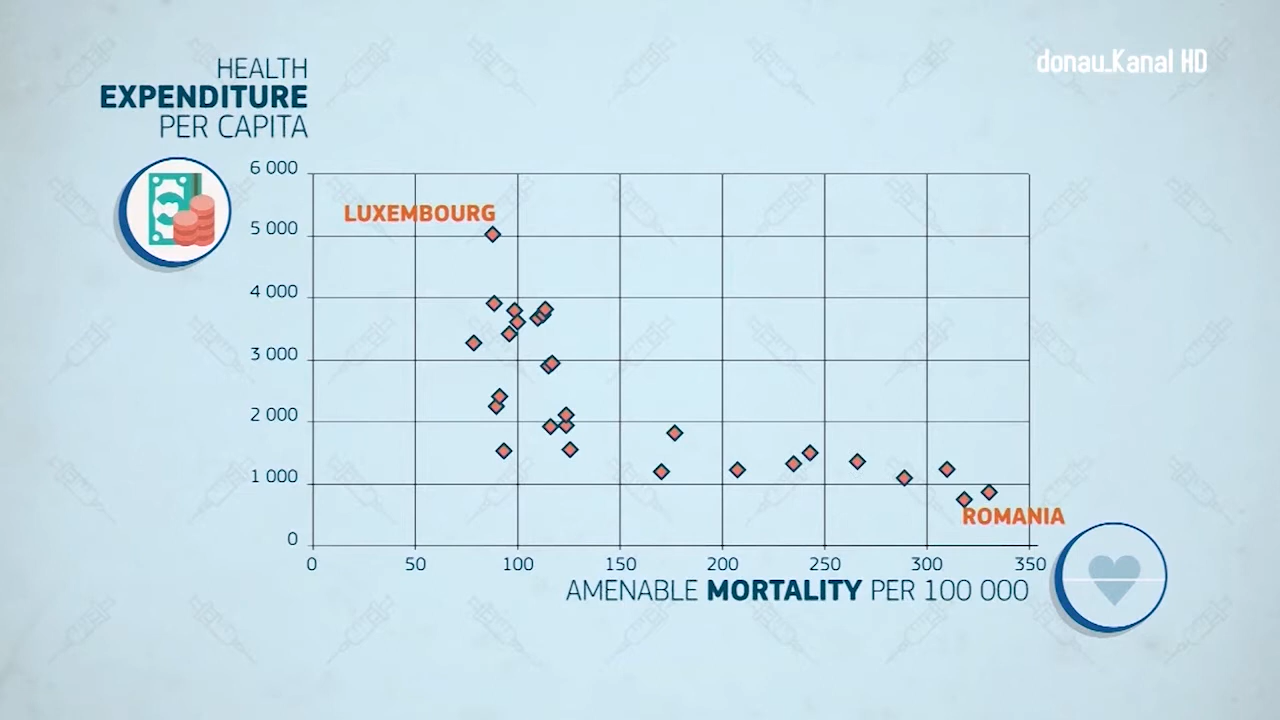 donau_Kanal HD
HEALTH
EXPENDITURE
PER CAPITA
6 000
LUXEMBOURG
5 000
4 000
3 000
2 000
1 000
ROMANIA
0
0 50 100 150 200 250 300 350
AMENABLE MORTALITY PER 100 000